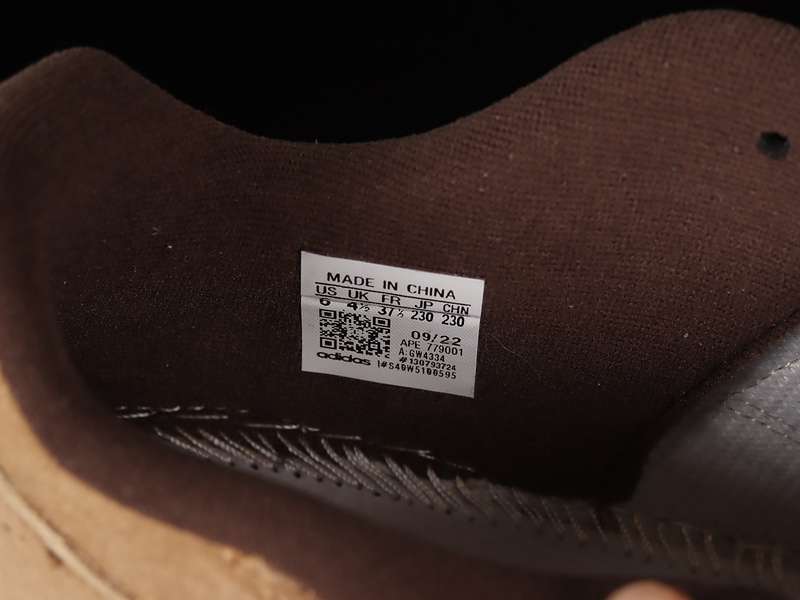 MADE IN CHINA
US UK FR JP CHN
6 4½ 37⅓ 230 230
09/22
APE 779001
A:GW4334
#130793724
adidas 1#S40W5100595